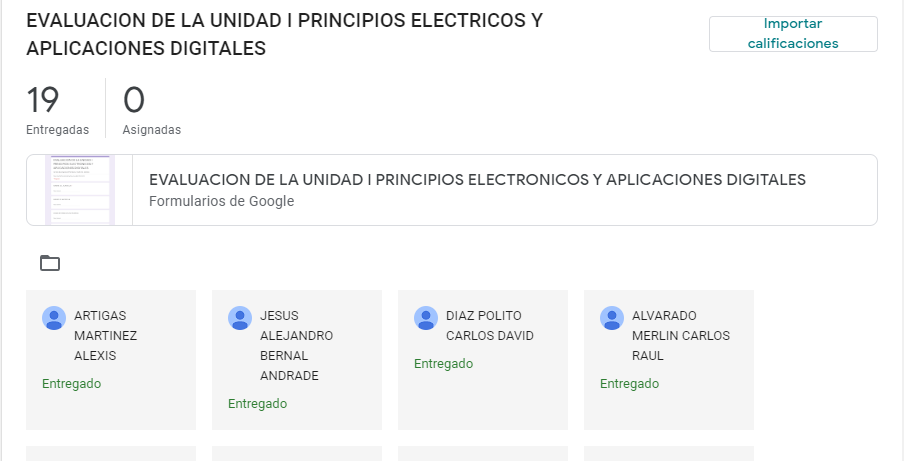 EVALUACION DE LA UNIDAD I PRINCIPIOS ELECTRICOS Y
APLICACIONES DIGITALES
Importar
calificaciones
19
Entregadas
0
Asignadas
EVALUACION DE LA UNIDAD I PRINCIPIOS ELECTRONICOS Y APLICACIONES DIGITALES
Formularios de Google
ARTIGAS
MARTINEZ
ALEXIS
Entregado
JESUS
ALEJANDRO
BERNAL
ANDRADE
Entregado
DIAZ POLITO
CARLOS DAVID
Entregado
ALVARADO
MERLIN CARLOS
RAUL
Entregado